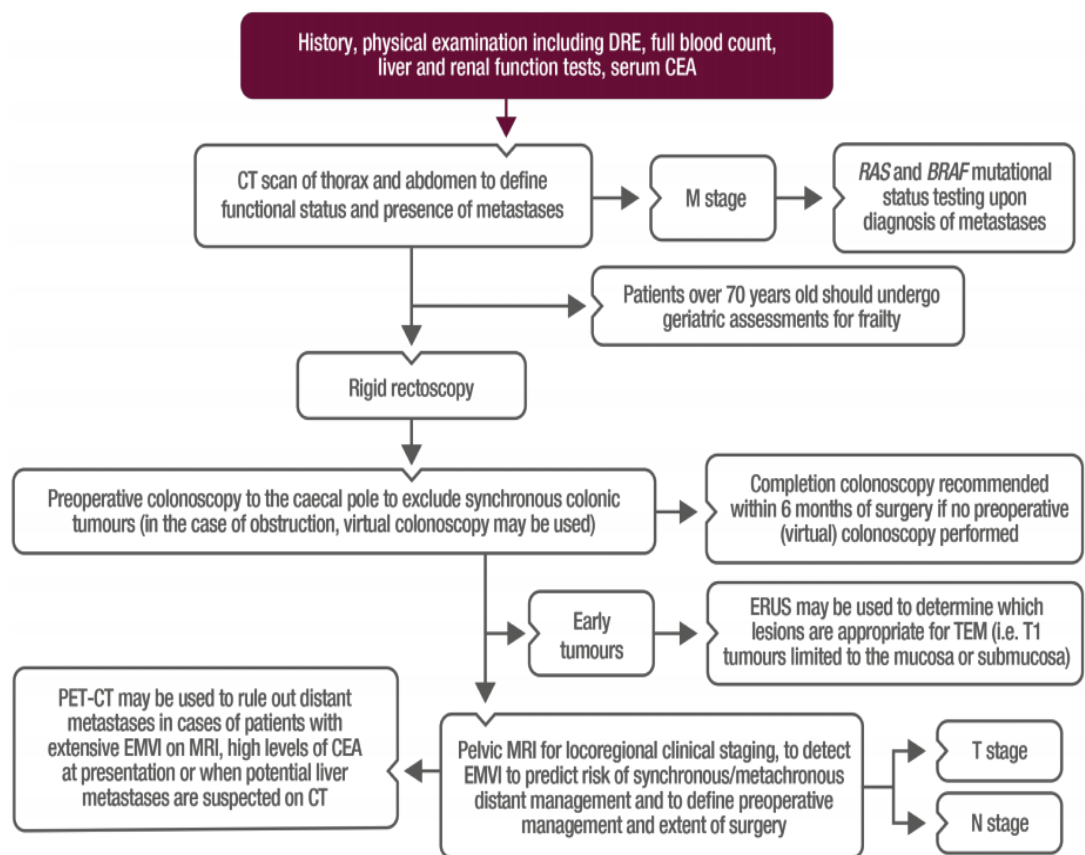 History, physical examination including DRE, full blood count,
liver and renal function tests, serum CEA
CT scan of thorax and abdomen to define
functional status and presence of metastases
M stage
RAS and BRAF mutational
status testing upon
diagnosis of metastases
Patients over 70 years old should undergo
geriatric assessments for frailty
Rigid rectoscopy
Preoperative colonoscopy to the caecal pole to exclude synchronous colonic
tumours (in the case of obstruction, virtual colonoscopy may be used)
Completion colonoscopy recommended
within 6 months of surgery if no preoperative
(virtual) colonoscopy performed
Early
tumours
ERUS may be used to determine which
lesions are appropriate for TEM (i.e. T1
tumours limited to the mucosa or submucosa)
PET-CT may be used to rule out distant
metastases in cases of patients with
extensive EMVI on MRI, high levels of CEA
at presentation or when potential liver
metastases are suspected on CT
Pelvic MRI for locoregional clinical staging, to detect
EMVI to predict risk of synchronous/metachronous
distant management and to define preoperative
management and extent of surgery
T stage
N stage